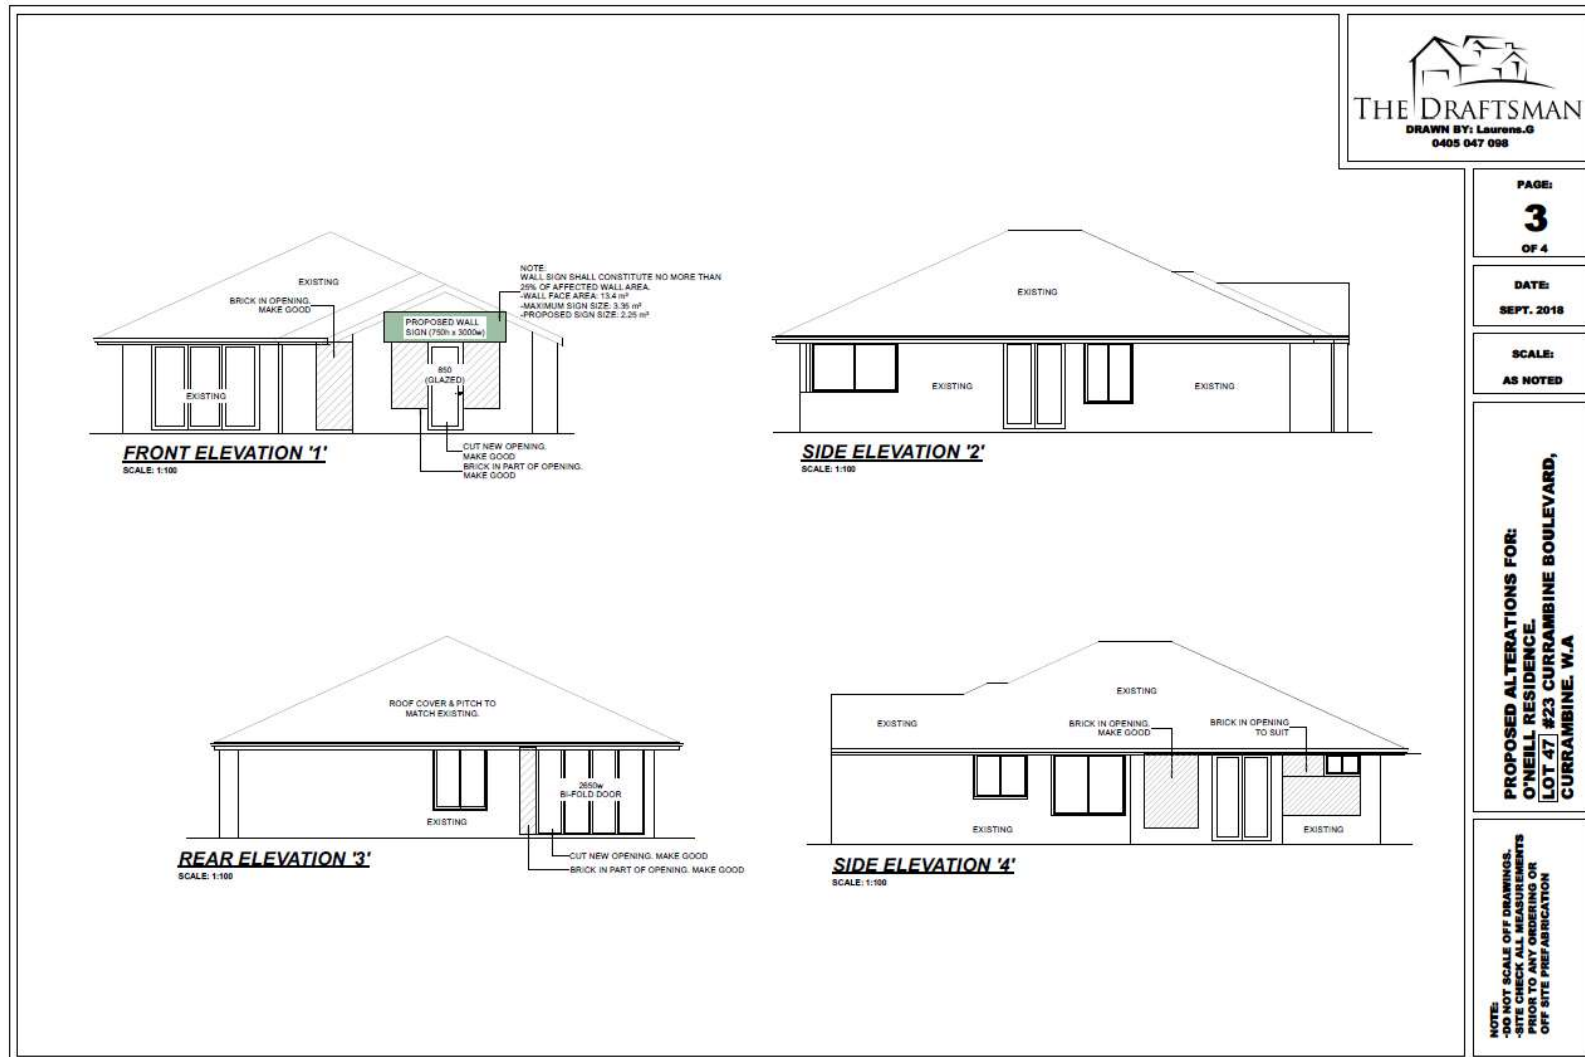 THE DRAFTSMAN
DRAWN BY: Laurens.G
0405 047 098
PAGE:
3
OF 4
DATE:
SEPT. 2018
SCALE:
AS NOTED
PROPOSED ALTERATIONS FOR:
O'NEILL RESIDENCE.
LOT 47 #23 CURRAMBINE BOULEVARD,
CURRAMBINE. W.A
NOTE:
-DO NOT SCALE OFF DRAWINGS.
-SITE CHECK ALL MEASUREMENTS
PRIOR TO ANY ORDERING OR
OFF SITE PREFABRICATION
EXISTING
BRICK IN OPENING.
MAKE GOOD
PROPOSED WALL
SIGN (750h x 3000w)
NOTE:
WALL SIGN SHALL CONSTITUTE NO MORE THAN
25% OF AFFECTED WALL AREA.
-WALL FACE AREA: 13.4 m²
-MAXIMUM SIGN SIZE: 3.35 m²
-PROPOSED SIGN SIZE: 2.25 m²
850
(GLAZED)
EXISTING
CUT NEW OPENING.
MAKE GOOD
BRICK IN PART OF OPENING.
MAKE GOOD
FRONT ELEVATION '1'
SCALE: 1:100
EXISTING
EXISTING
EXISTING
SIDE ELEVATION '2'
SCALE: 1:100
ROOF COVER & PITCH TO
MATCH EXISTING.
2650w
BI-FOLD DOOR
EXISTING
CUT NEW OPENING. MAKE GOOD
BRICK IN PART OF OPENING. MAKE GOOD
REAR ELEVATION '3'
SCALE: 1:100
EXISTING
EXISTING
BRICK IN OPENING.
MAKE GOOD
BRICK IN OPENING
TO SUIT
EXISTING
EXISTING
SIDE ELEVATION '4'
SCALE: 1:100